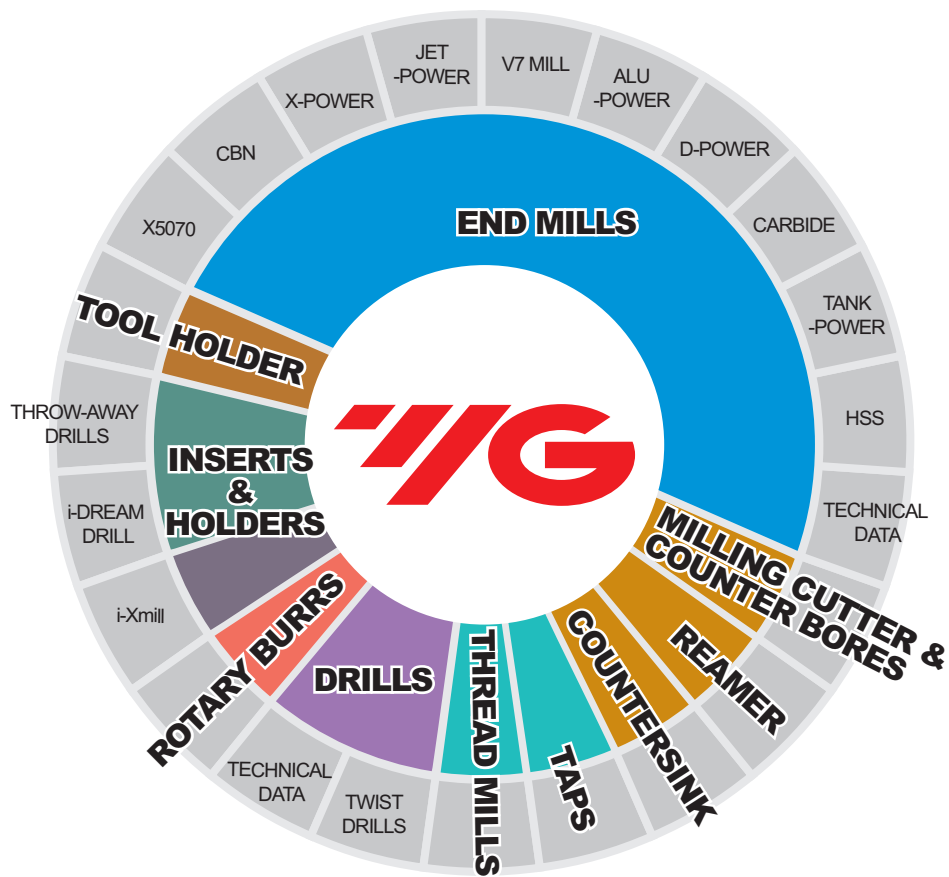 JET
-POWER
V7 MILL
ALU
-POWER
X-POWER
D-POWER
CBN
CARBIDE
X5070
END MILLS
TANK
-POWER
TOOL HOLDER
HSS
THROW-AWAY
DRILLS
YG
INSERTS
&
HOLDERS
i-DREAM
DRILL
TECHNICAL
DATA
MILLING CUTTER &
COUNTER BORES
i-Xmill
REAMER
ROTARY BURRS
DRILLS
COUNTERSINK
THREAD MILLS
TAPS
TECHNICAL
DATA
TWIST
DRILLS